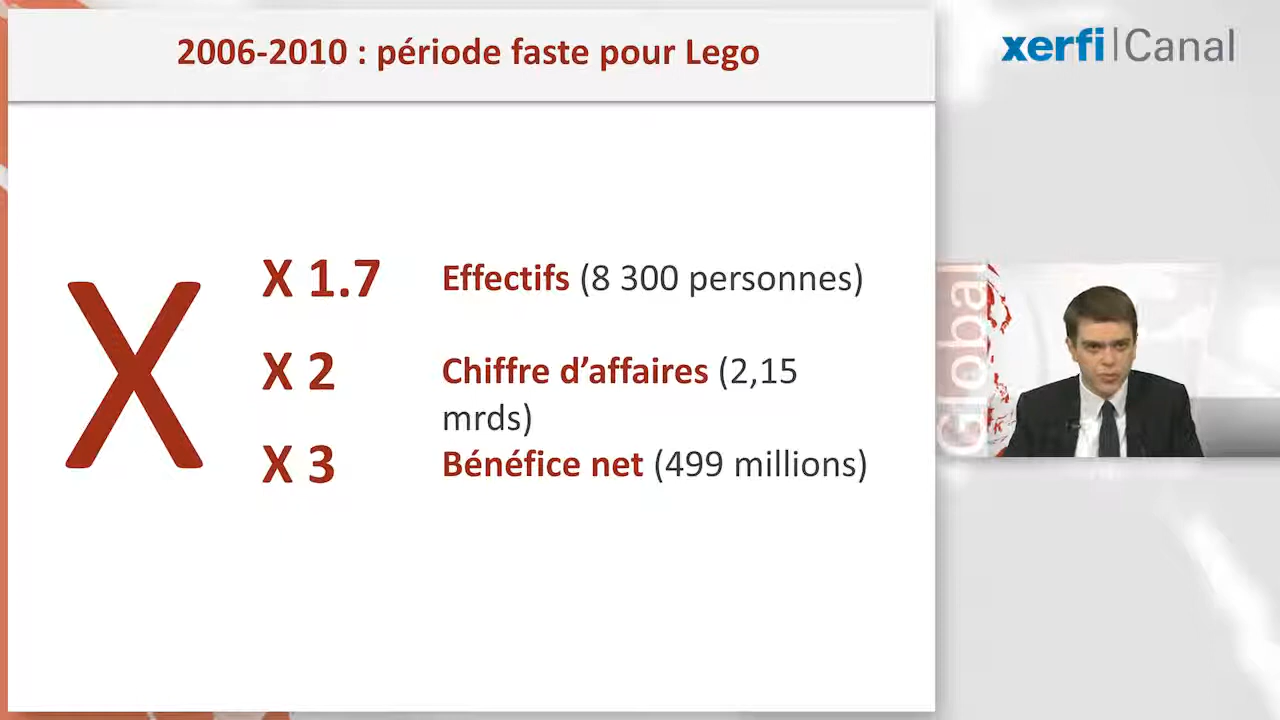 2006-2010 : période faste pour Lego
xerfi|Canal
X
X 1.7 Effectifs (8 300 personnes)
X 2 Chiffre d’affaires (2,15
mrds)
X 3 Bénéfice net (499 millions)
Global